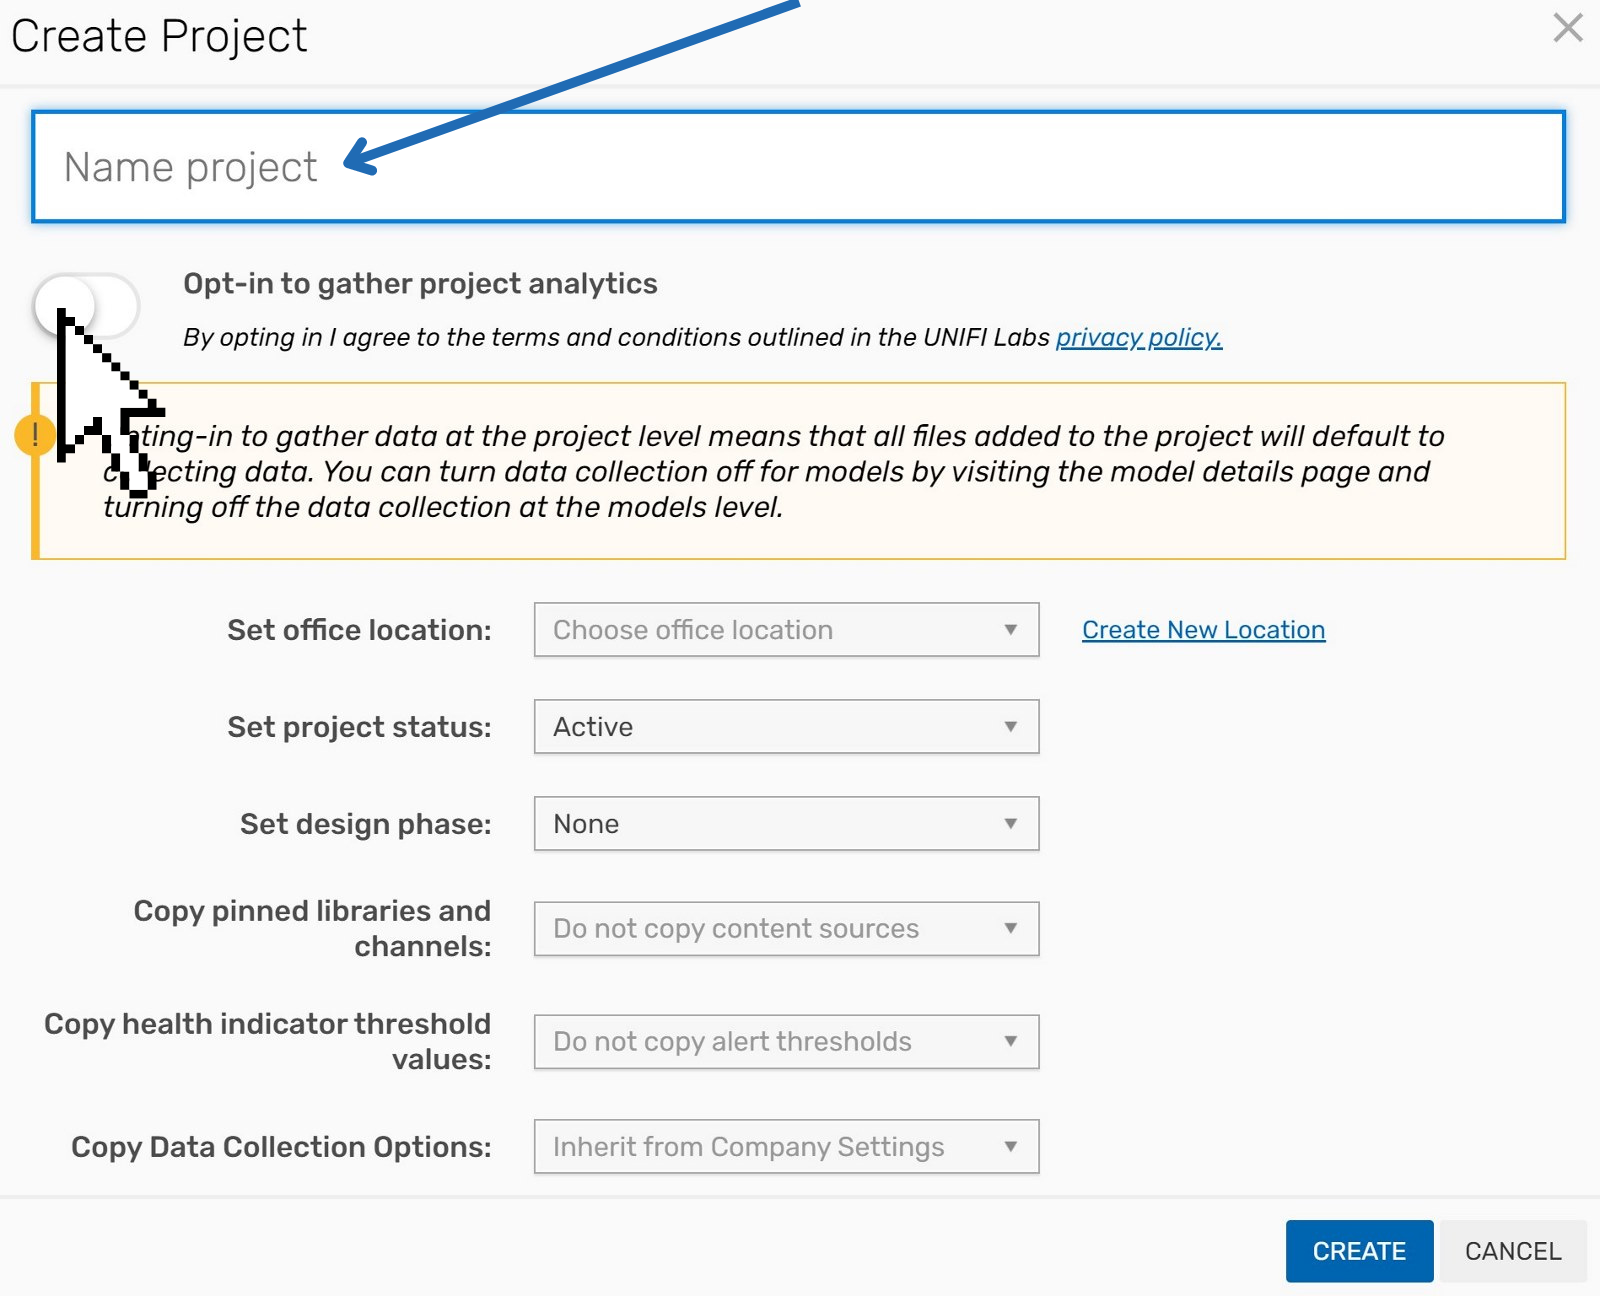 Create Project
Name project
Opt-in to gather project analytics
By opting in I agree to the terms and conditions outlined in the UNIFI Labs privacy policy.
!
to gather data at the project level means that all files added to the project will default to
data. You can turn data collection off for models by visiting the model details page and
turning off the data collection at the models level.
Set office location:
Choose office location
Create New Location
Set project status:
Active
Set design phase:
None
Copy pinned libraries and
channels:
Do not copy content sources
Copy health indicator threshold
values:
Do not copy alert thresholds
Copy Data Collection Options:
Inherit from Company Settings
CREATE
CANCEL